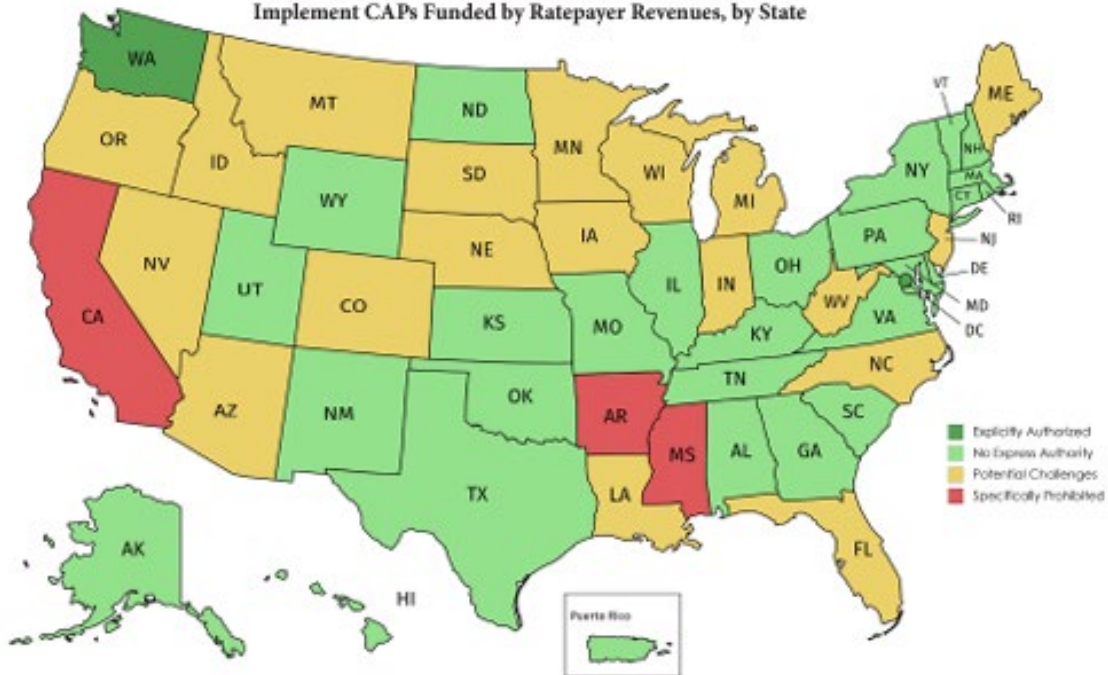 Implement CAPs Funded by Ratepayer Revenues, by State
WA
MT
ND
MN
OR
ID
SD
WI
MI
VT
ME
NH
NY
MA
CT
RI
WY
NE
IA
PA
NJ
NV
UT
CO
IL
IN
OH
DE
MD
DC
CA
KS
MO
KY
WV
VA
AZ
NM
OK
AR
TN
NC
SC
MS
AL
GA
TX
LA
FL
AK
HI
Explicitly Authorized
No Express Authority
Potential Challenges
Specifically Prohibited
Puerto Rico